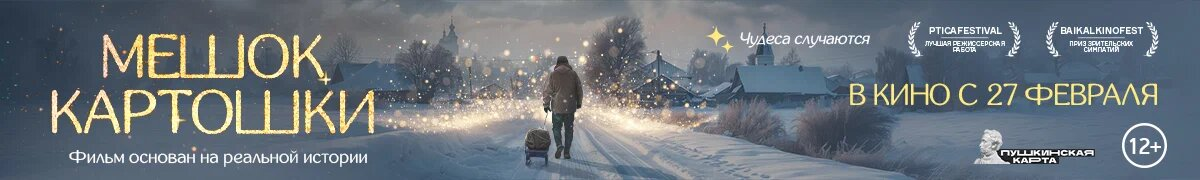 МЕШОК
КАРТОШКИ
Фильм основан на реальной истории
Чудеса случаются
PTICAFESTIVAL
ЛУЧШАЯ РЕЖИССЕРСКАЯ
РАБОТА
BAIKALKINOFEST
ПРИЗ ЗРИТЕЛЬСКИХ
СИМПАТИЙ
В КИНО С 27 ФЕВРАЛЯ
ПУШКИНСКАЯ
КАРТА
12+